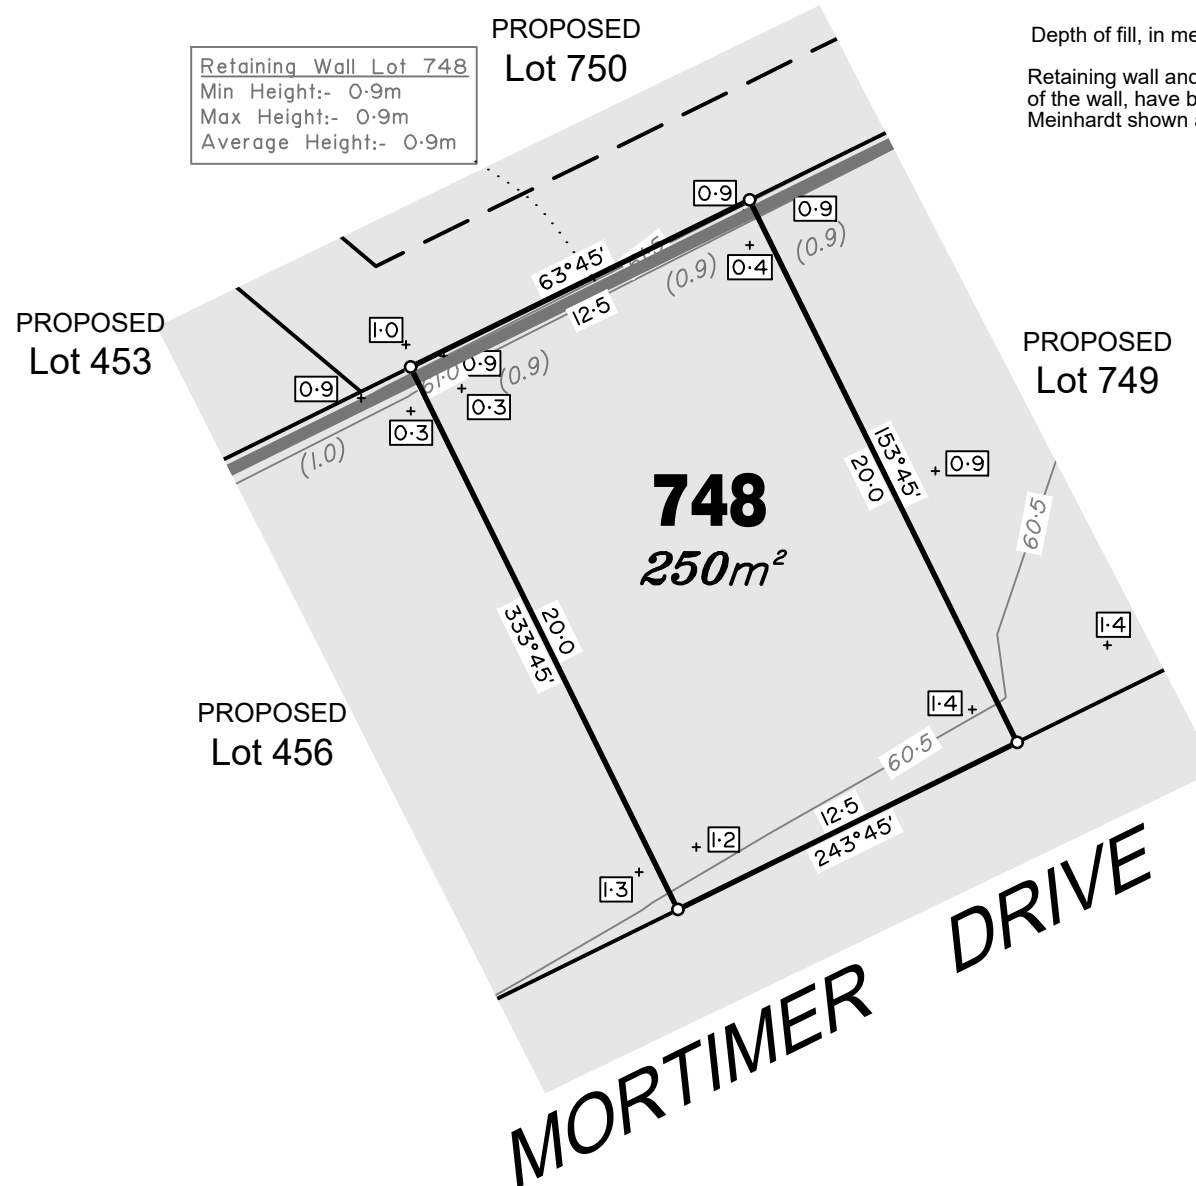 PROPOSED
Lot 750
Depth of fill, in me
Retaining wall and
of the wall, have b
Meinhardt shown a
Retaining Wall Lot 748
Min Height:- 0·9m
Max Height:- 0·9m
Average Height:- 0·9m
0·9
0·9
(0.9)
0·4
(0.9)
63°45'
12·5
PROPOSED
Lot 453
1·0
0·9
0·9
61·0
(0.9)
0·3
0·3
(1.0)
PROPOSED
Lot 749
153°45'
20·0
0·9
60·5
748
250m²
20·0
333°45'
1·4
1·4
PROPOSED
Lot 456
60·5
12·5
243°45'
1·2
1·3
MORTIMER DRIVE